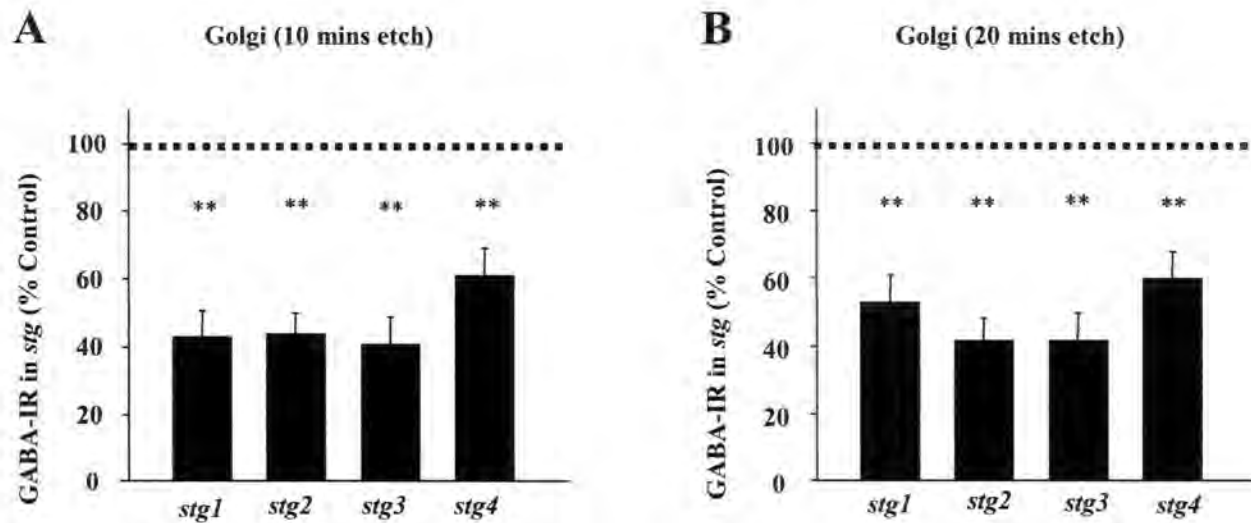 A
Golgi (10 mins etch)
GABA-IR in stg (% Control)
100
80
60
40
20
0
** ** ** **
stg1 stg2 stg3 stg4
B
Golgi (20 mins etch)
GABA-IR in stg (% Control)
100
80
60
40
20
0
** ** ** **
stg1 stg2 stg3 stg4